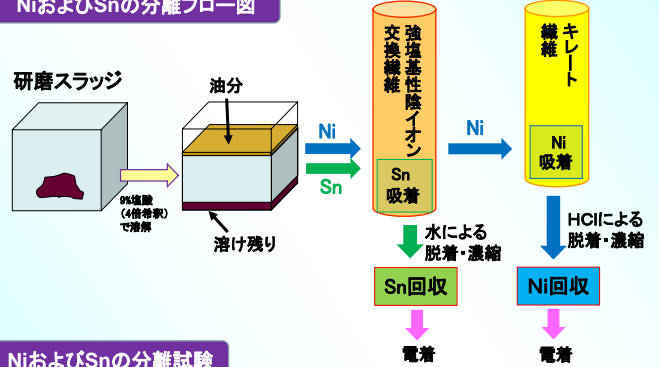 NiおよびSnの分離フロー図
研磨スラッジ
9%塩酸
（4倍希釈）
で溶解
油分
溶け残り
Ni
Sn
強塩基性陰イオン
交換繊維
Sn
吸着
Ni
キレート
繊維
Ni
吸着
水による
脱着・濃縮
HClによる
脱着・濃縮
Sn回収
Ni回収
電着
電着
NiおよびSnの分離試験